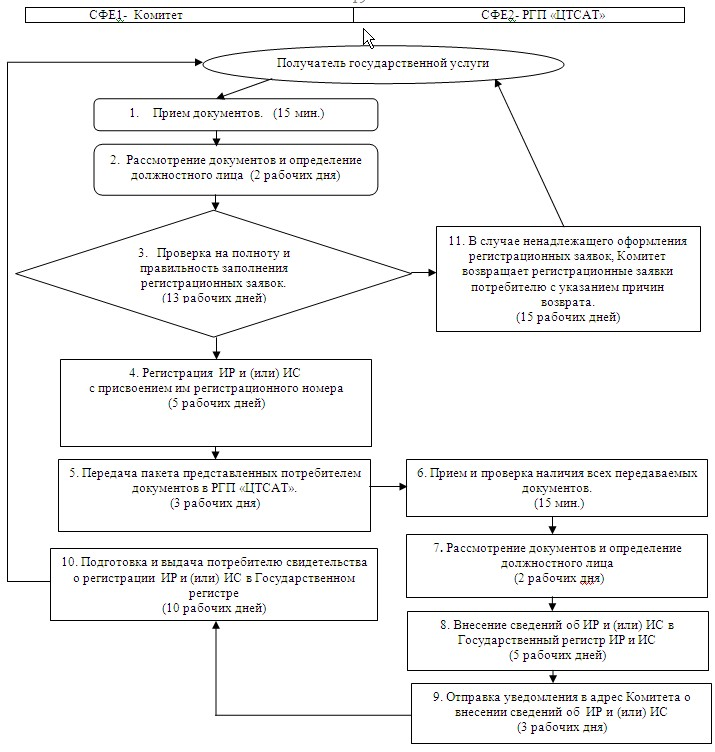 СФЕ1- Комитет СФЕ2- РГП «ЦТСАТ»
Получатель государственной услуги
1. Прием документов. (15 мин.)
2. Рассмотрение документов и определение
должностного лица (2 рабочих дня)
3. Проверка на полноту и
правильность заполнения
регистрационных заявок.
(13 рабочих дней)
11. В случае ненадлежащего оформления
регистрационных заявок, Комитет
возвращает регистрационные заявки
потребителю с указанием причин
возврата.
(15 рабочих дней)
4. Регистрация ИР и (или) ИС
с присвоением им регистрационного номера
(5 рабочих дней)
5. Передача пакета представленных потребителем
документов в РГП «ЦТСАТ».
(3 рабочих дня)
6. Прием и проверка наличия всех передаваемых
документов.
(15 мин.)
7. Рассмотрение документов и определение
должностного лица
(2 рабочих дня)
8. Внесение сведений об ИР и (или) ИС в
Государственный регистр ИР и ИС
(5 рабочих дней)
9. Отправка уведомления в адрес Комитета о
внесении сведений об ИР и (или) ИС
(3 рабочих дня)
10. Подготовка и выдача потребителю свидетельства
о регистрации ИР и (или) ИС в Государственном
регистре
(10 рабочих дней)